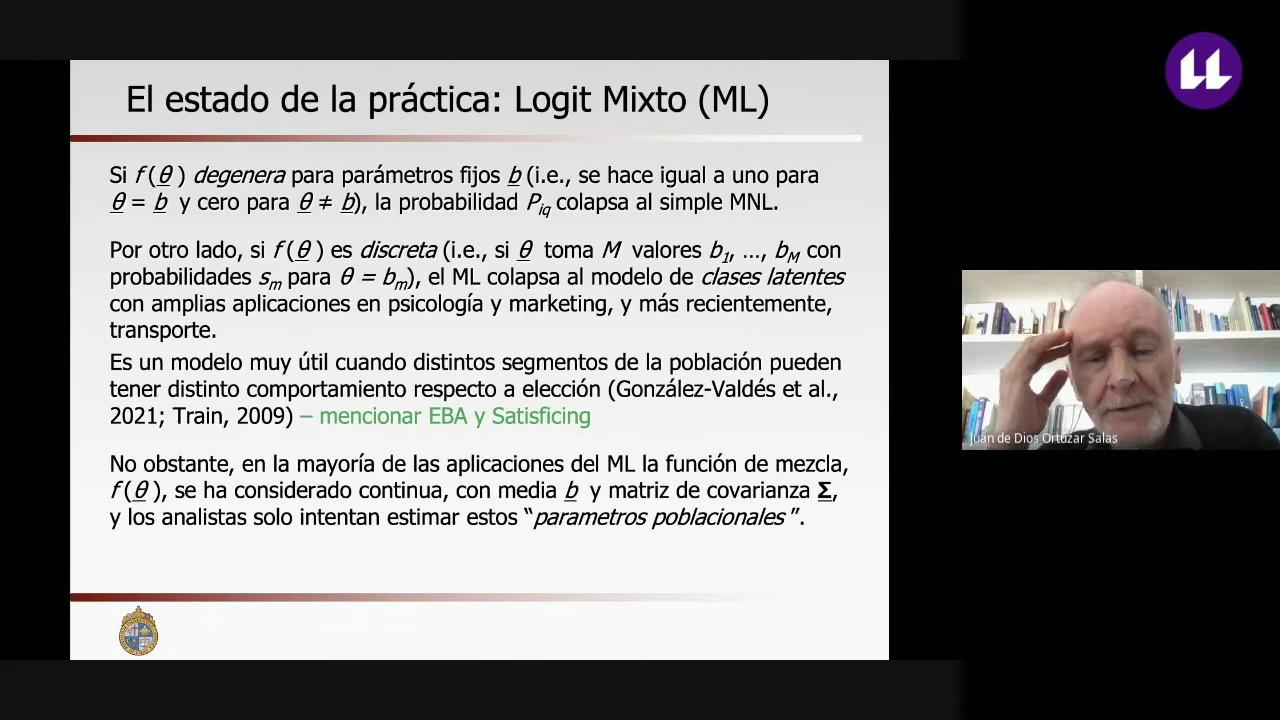 El estado de la práctica: Logit Mixto (ML)
Si f (θ ) degenera para parámetros fijos b (i.e., se hace igual a uno para
θ = b y cero para θ ≠ b), la probabilidad Piq colapsa al simple MNL.
Por otro lado, si f (θ ) es discreta (i.e., si θ toma M valores b1, …, bM con
probabilidades sm para θ = bm), el ML colapsa al modelo de clases latentes
con amplias aplicaciones en psicología y marketing, y más recientemente,
transporte.
Es un modelo muy útil cuando distintos segmentos de la población pueden
tener distinto comportamiento respecto a elección (González-Valdés et al.,
2021; Train, 2009) – mencionar EBA y Satisficing
No obstante, en la mayoría de las aplicaciones del ML la función de mezcla,
f (θ ), se ha considerado continua, con media b y matriz de covarianza Σ,
y los analistas solo intentan estimar estos “parametros poblacionales ”.
Juan de Dios Ortúzar Salas